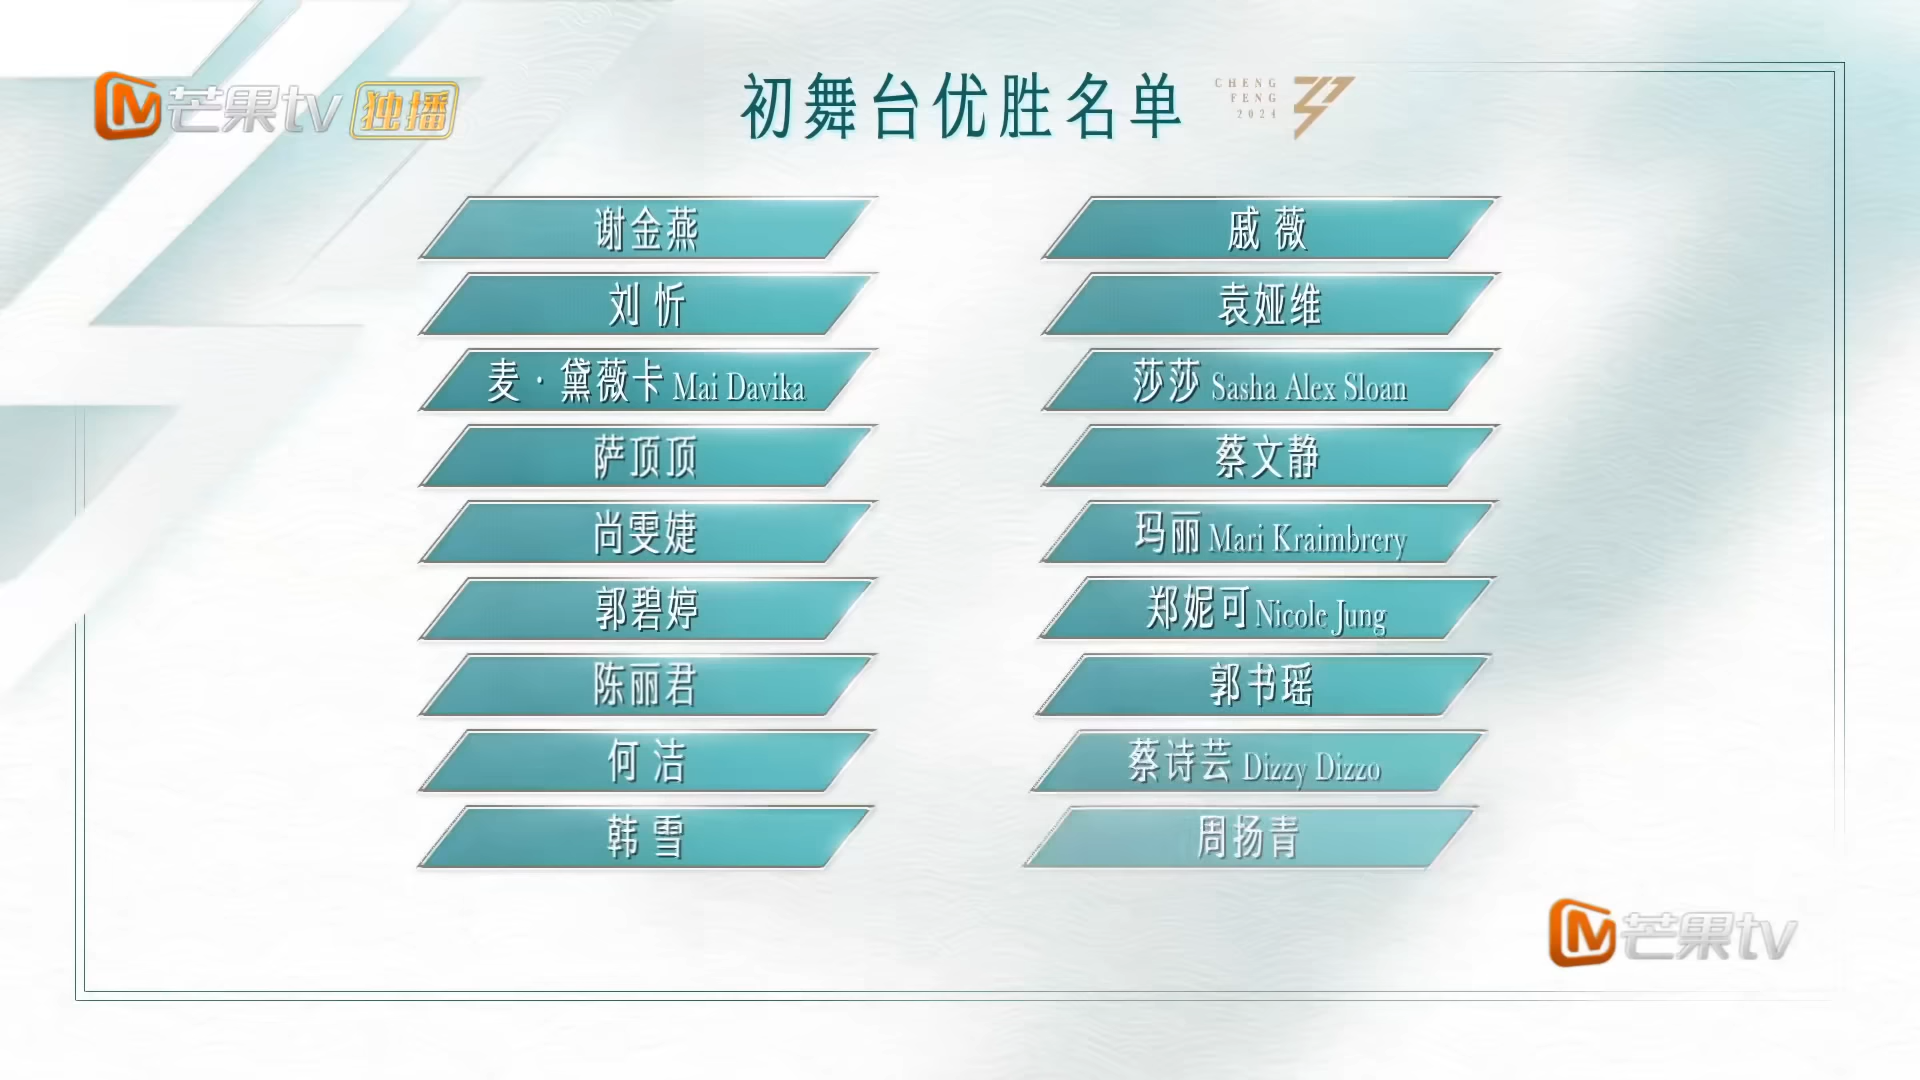 芒果tv 独播
初舞台优胜名单
CHENG
FENG
2024
谢金燕
戚 薇
刘 忻
袁娅维
麦·黛薇卡 Mai Davika
莎莎 Sasha Alex Sloan
萨顶顶
蔡文静
尚雯婕
玛丽 Mari Kraimbrery
郭碧婷
郑妮可 Nicole Jung
陈丽君
郭书瑶
何 洁
蔡诗芸 Dizzy Dizzo
韩 雪
周扬青
芒果tv